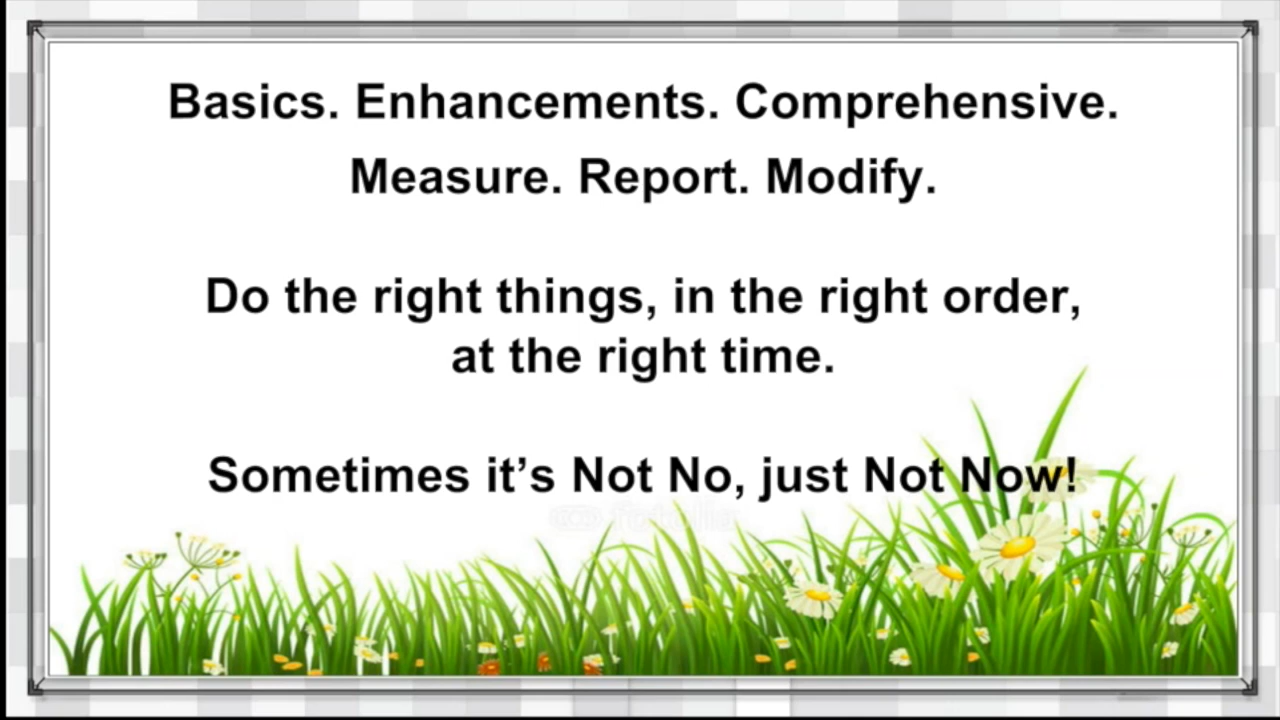 Basics. Enhancements. Comprehensive.
Measure. Report. Modify.
Do the right things, in the right order,
at the right time.
Sometimes it’s Not No, just Not Now!